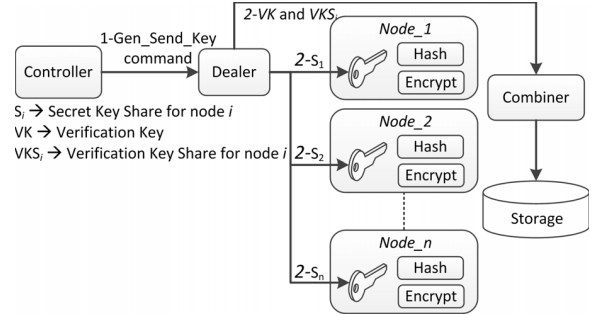 2-VK and VKSi
1-Gen_Send_Key
command
Controller
Dealer
Si → Secret Key Share for node i
VK → Verification Key
VKSi → Verification Key Share for node i
2-S1
Node_1
Hash
Encrypt
2-S2
Node_2
Hash
Encrypt
2-Sn
Node_n
Hash
Encrypt
Combiner
Storage